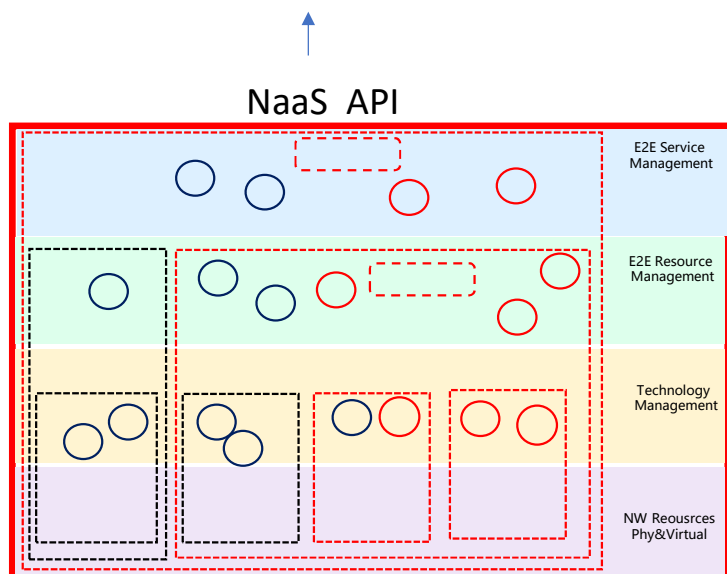 NaaS API
E2E Service
Management
E2E Resource
Management
Technology
Management
NW Reousrces
Phy&Virtual